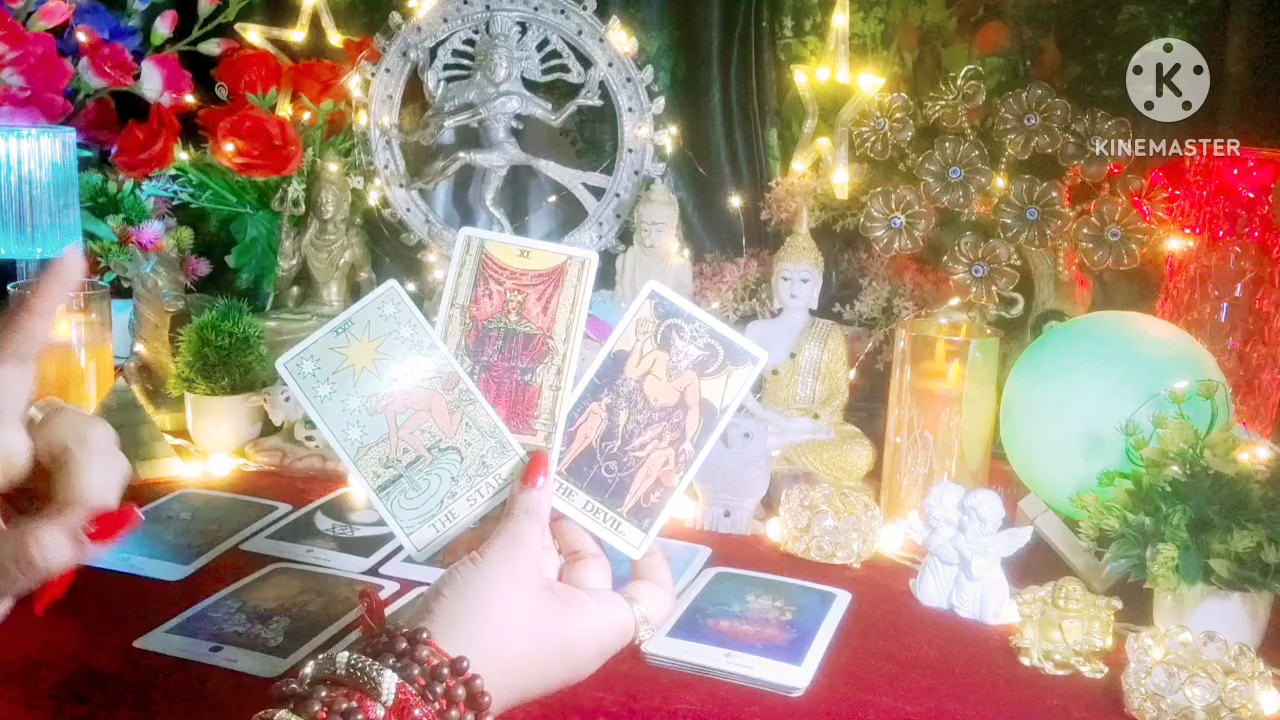 K
KINEMASTER
XI
XVII
THE STAR
THE DEVIL.